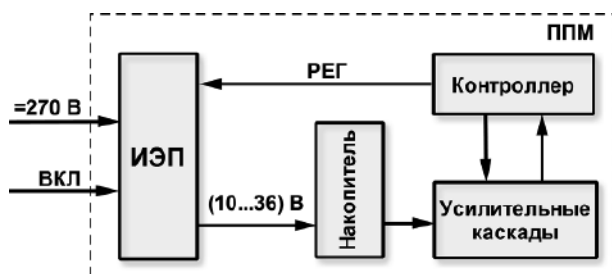 ППМ
РЕГ
Контроллер
=270 В
ИЭП
ВКЛ
(10...36) В
Накопитель
Усилительные
каскады